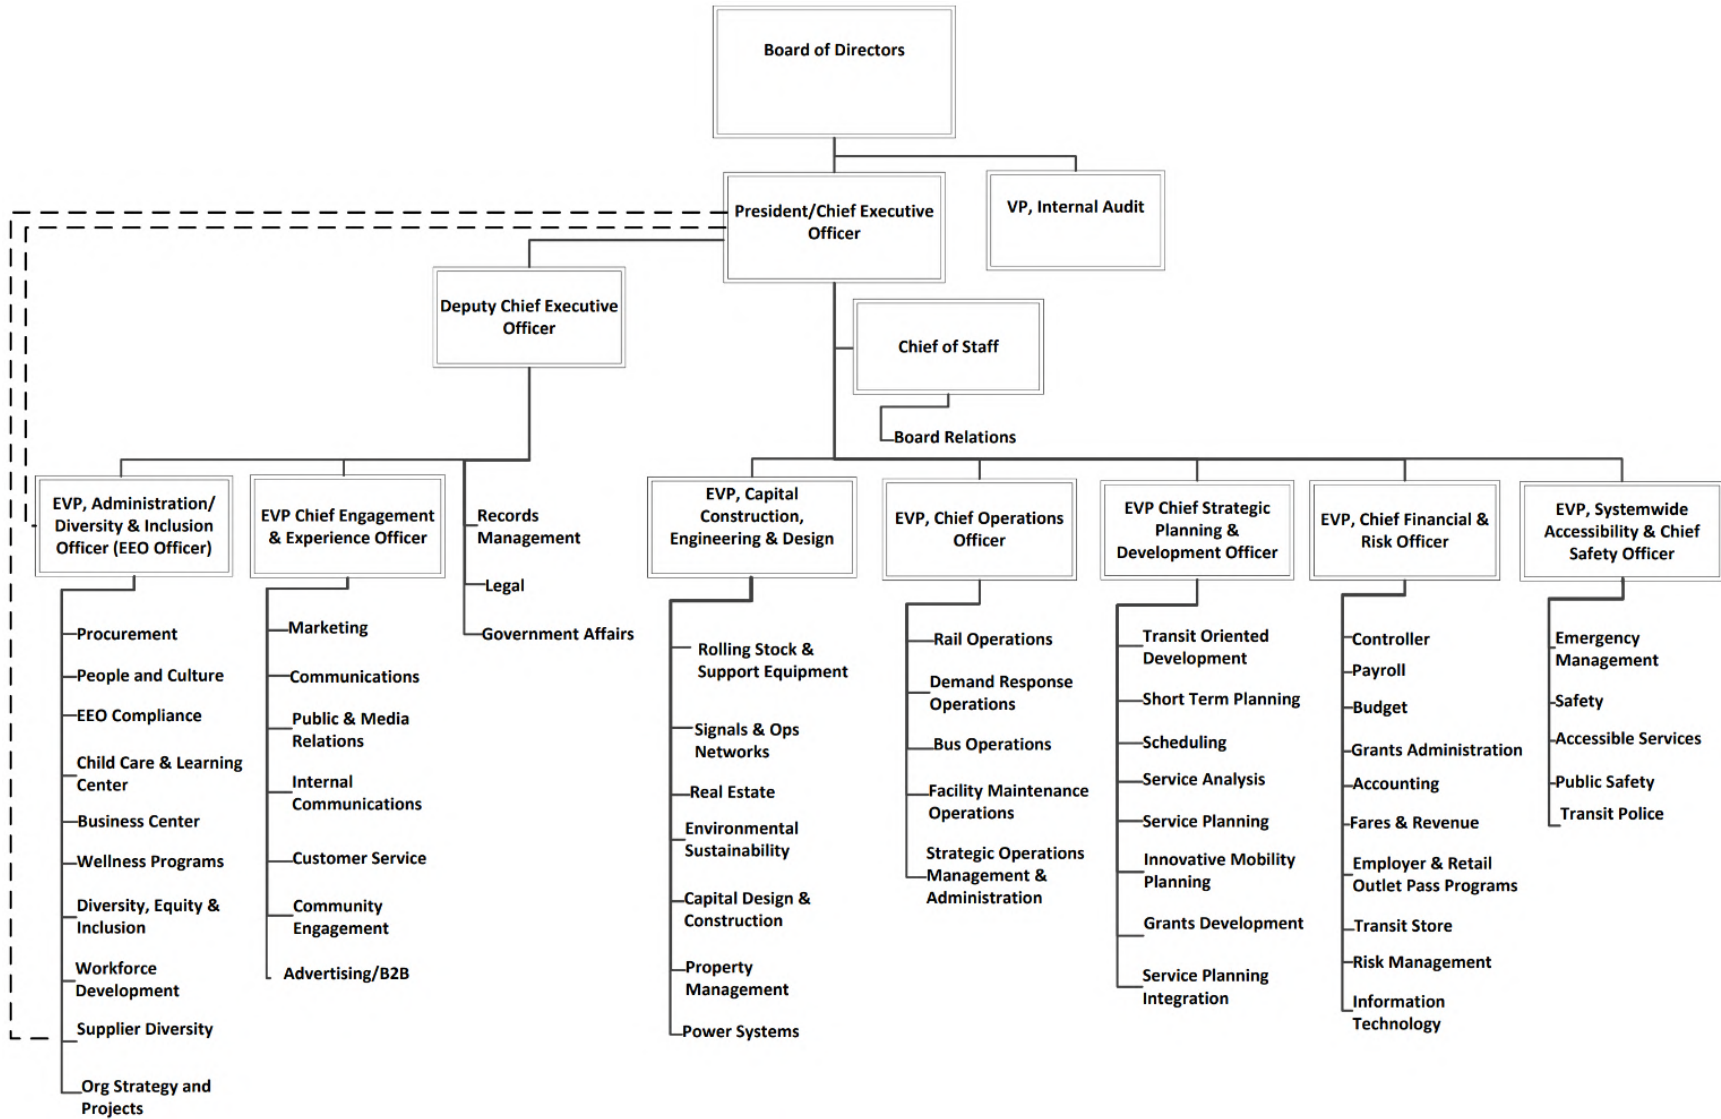 Board of Directors
President/Chief Executive
Officer
VP, Internal Audit
Deputy Chief Executive
Officer
Chief of Staff
Board Relations
EVP, Administration/
Diversity & Inclusion
Officer (EEO Officer)
Procurement
People and Culture
EEO Compliance
Child Care & Learning
Center
Business Center
Wellness Programs
Diversity, Equity &
Inclusion
Workforce
Development
Supplier Diversity
Org Strategy and
Projects
EVP Chief Engagement
& Experience Officer
Marketing
Communications
Public & Media
Relations
Internal
Communications
Customer Service
Community
Engagement
Advertising/B2B
Records
Management
Legal
Government Affairs
EVP, Capital
Construction,
Engineering & Design
Rolling Stock &
Support Equipment
Signals & Ops
Networks
Real Estate
Environmental
Sustainability
Capital Design &
Construction
Property
Management
Power Systems
EVP, Chief Operations
Officer
Rail Operations
Demand Response
Operations
Bus Operations
Facility Maintenance
Operations
Strategic Operations
Management &
Administration
EVP Chief Strategic
Planning &
Development Officer
Transit Oriented
Development
Short Term Planning
Scheduling
Service Analysis
Service Planning
Innovative Mobility
Planning
Grants Development
Service Planning
Integration
EVP, Chief Financial &
Risk Officer
Controller
Payroll
Budget
Grants Administration
Accounting
Fares & Revenue
Employer & Retail
Outlet Pass Programs
Transit Store
Risk Management
Information
Technology
EVP, Systemwide
Accessibility & Chief
Safety Officer
Emergency
Management
Safety
Accessible Services
Public Safety
Transit Police